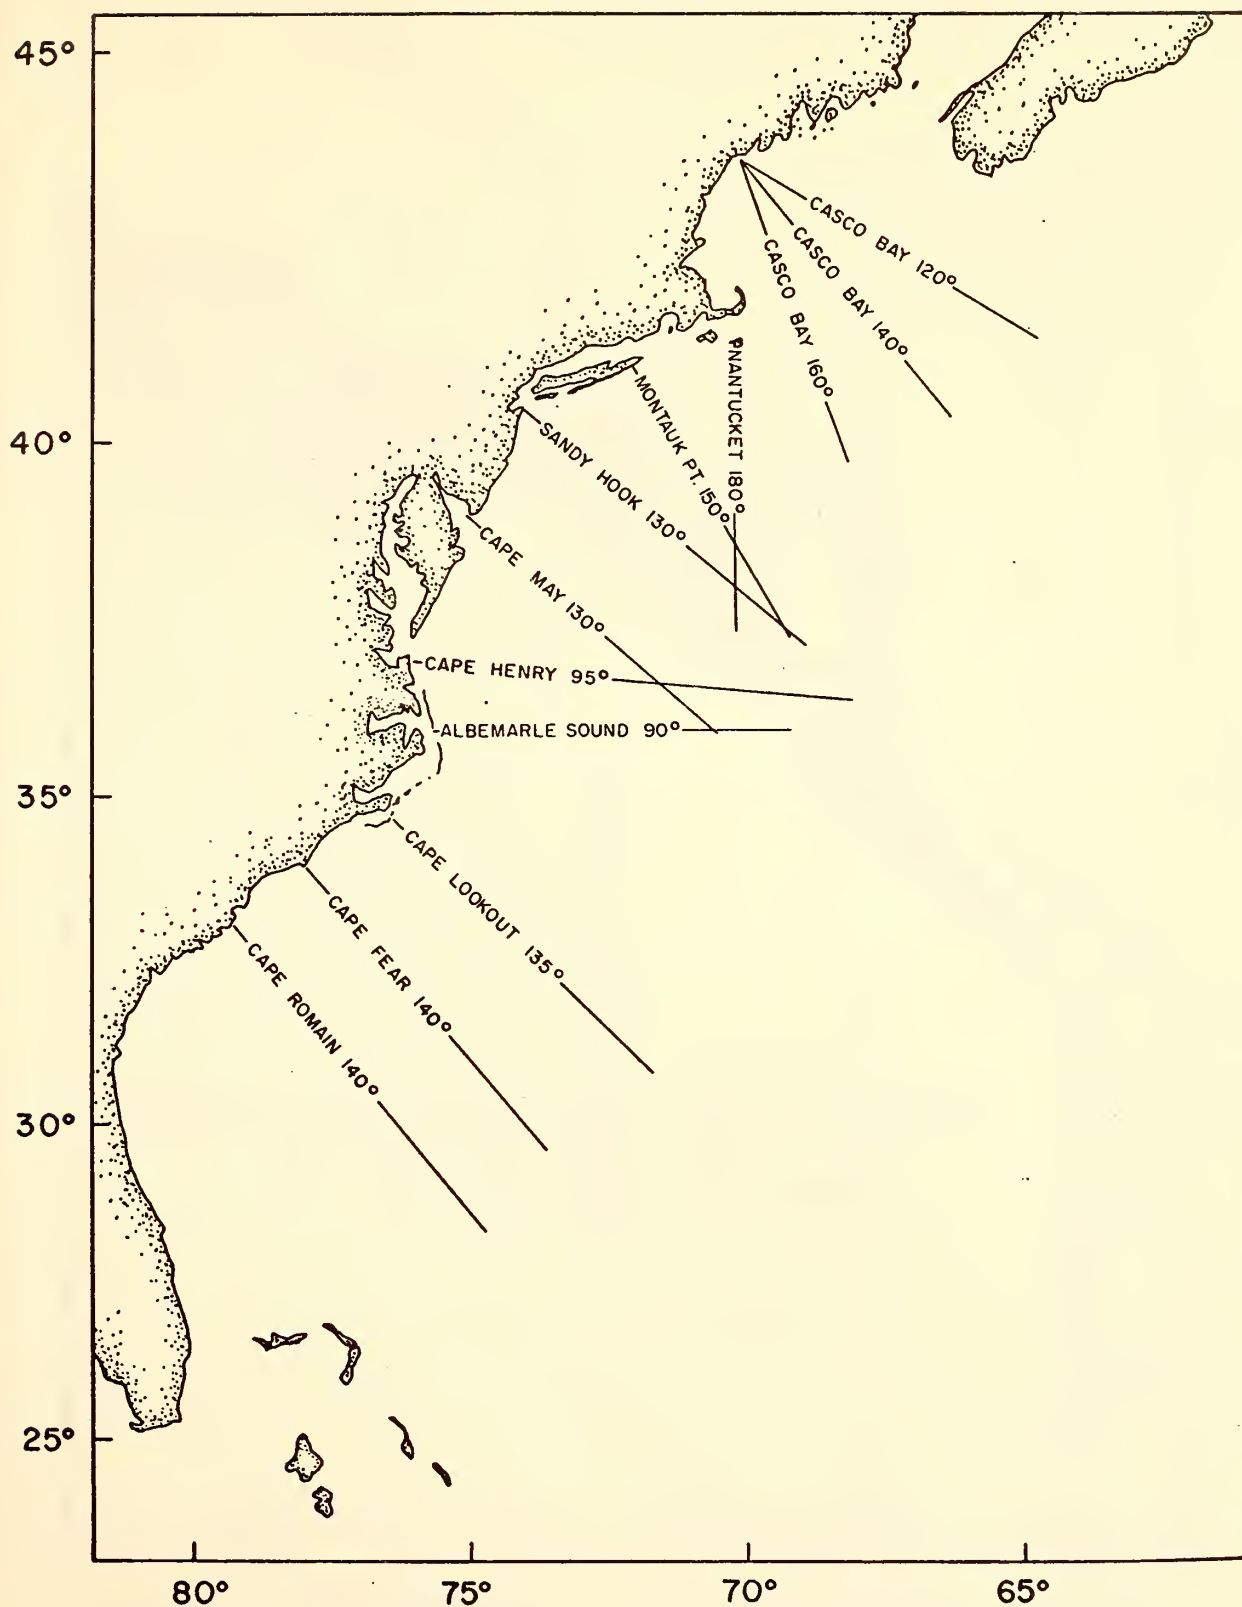 45°
CASCO BAY 120°
CASCO BAY 140°
CASCO BAY 160°
NANTUCKET 180°
MONTAUK PT. 150°
40°
SANDY HOOK 130°
CAPE MAY 130°
CAPE HENRY 95°
ALBEMARLE SOUND 90°
35°
CAPE LOOKOUT 135°
CAPE FEAR 140°
CAPE ROMAIN 140°
30°
25°
80°
75°
70°
65°